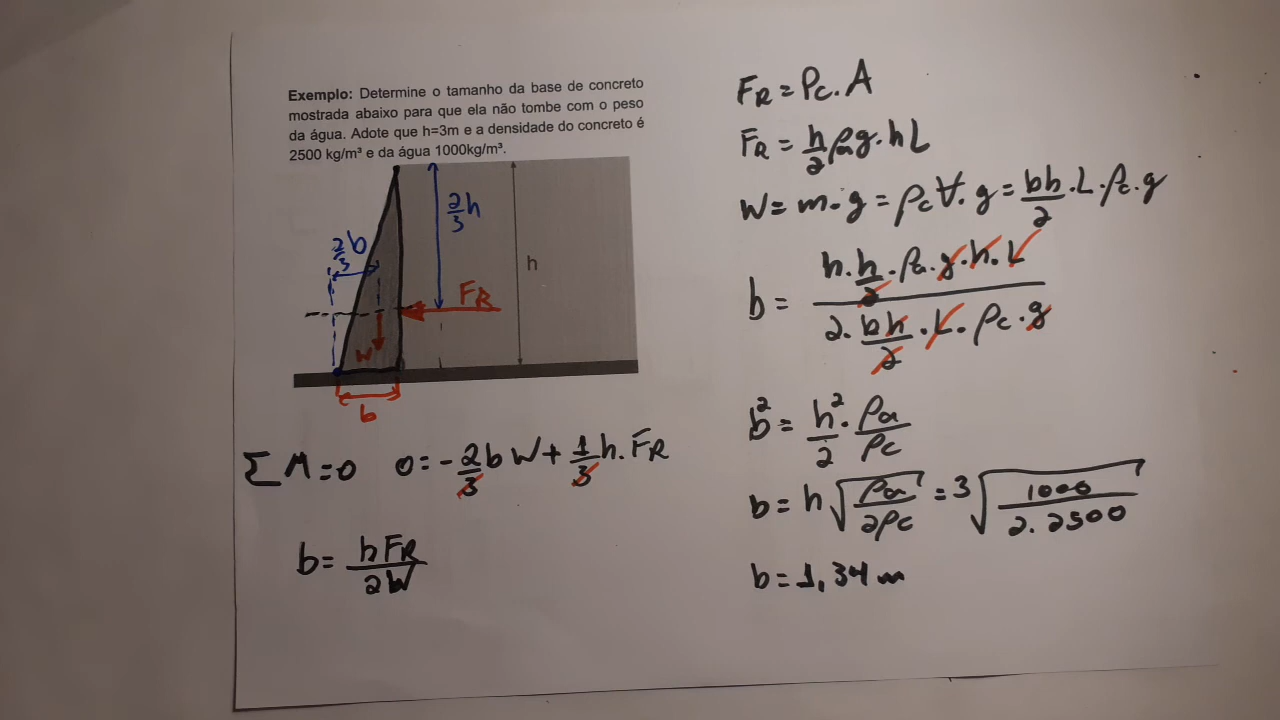 Exemplo: Determine o tamanho da base de concreto
mostrada abaixo para que ela não tombe com o peso
da água. Adote que h=3m e a densidade do concreto é
2500 kg/m³ e da água 1000kg/m³.
2/3 h
2/3 b
h
FR
W
b
ΣM=0 0=-2/3 b W+ 1/3 h. FR
b= hFR/2W
FR = Pc. A
FR = h/2 ρa g. h L
W= m. g = ρc ∀. g = bh/2 . L. ρc. g
b = h. h/2 . ρa. g. h. L / 2. bh/2 . L. ρc. g
b² = h²/2 . ρa/ρc
b= h √(ρa/2ρc) = 3 √(1000/2. 2500)
b = 1,34 m